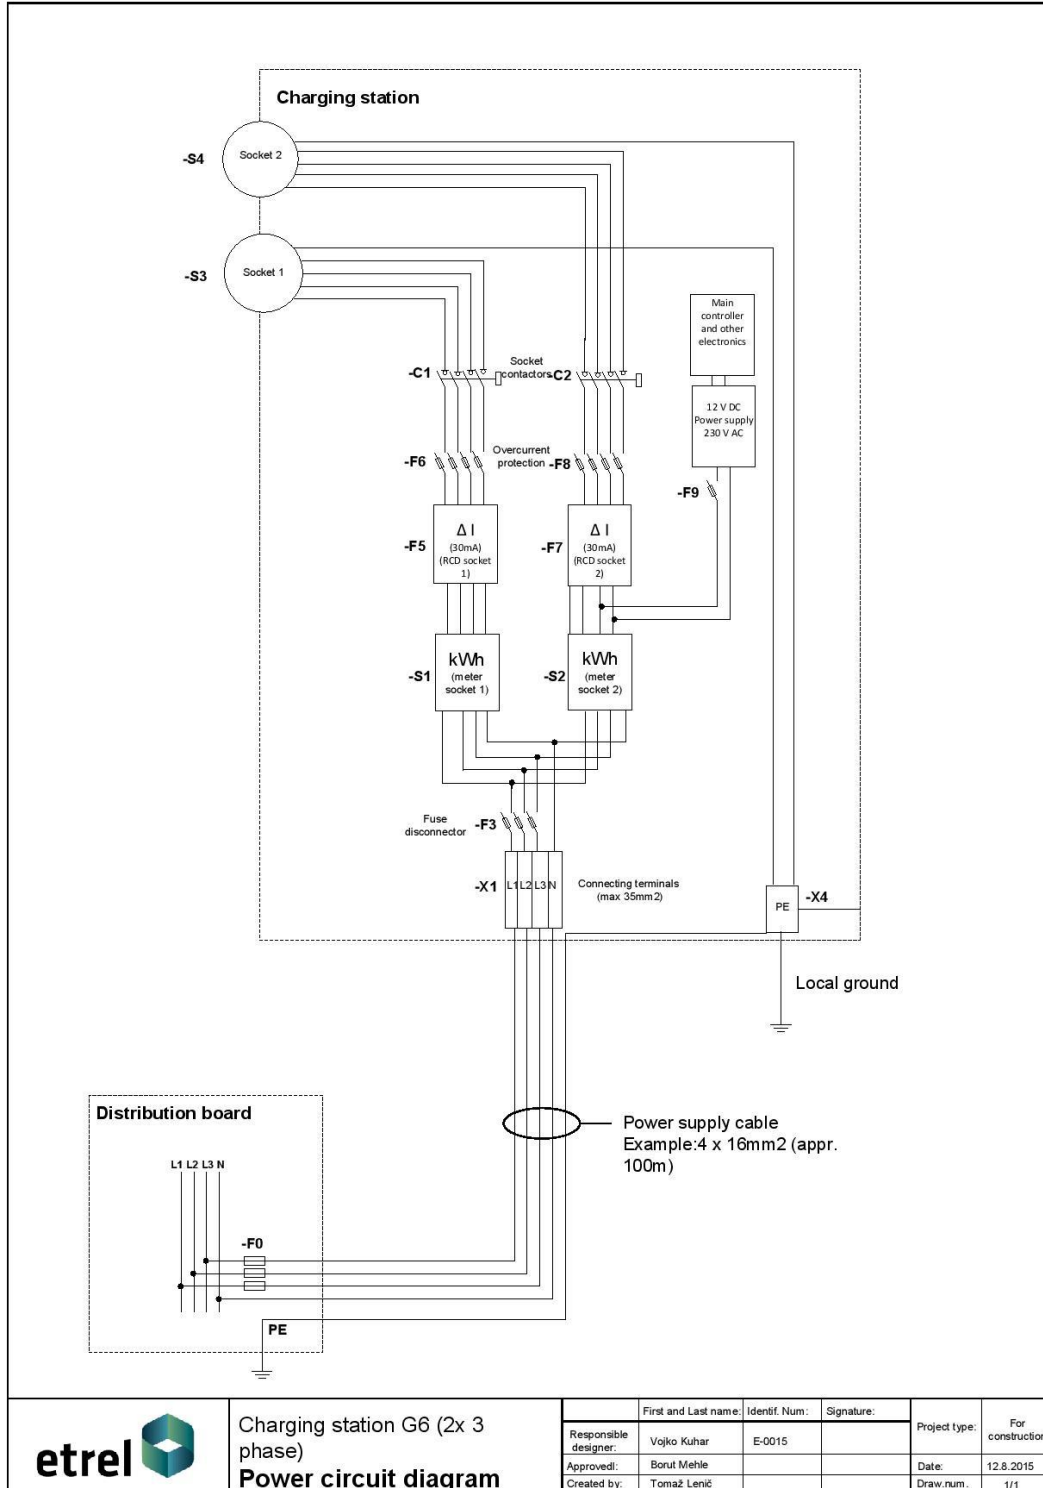 Charging station
-S4
Socket 2
-S3
Socket 1
Main
controller
and other
electronics
-C1
Socket
contactors
-C2
12 V DC
Power supply
230 V AC
-F6
Overcurrent
protection
-F8
-F9
-F5
Δ I
(30mA)
(RCD socket
1)
-F7
Δ I
(30mA)
(RCD socket
2)
-S1
kWh
(meter
socket 1)
-S2
kWh
(meter
socket 2)
Fuse
disconnector
-F3
-X1
L1 L2 L3 N
Connecting terminals
(max 35mm2)
PE
-X4
Local ground
Distribution board
Power supply cable
Example:4 x 16mm2 (appr.
100m)
L1 L2 L3 N
-F0
PE
etrel
Charging station G6 (2x 3
phase)
Power circuit diagram
First and Last name: Identif. Num: Signature:
Responsible
designer: Vojko Kuhar E-0015
Approvedl: Borut Mehle
Created by: Tomaž Lenič
Project type: For
construction
Date: 12.8.2015
Draw.num. 1/1